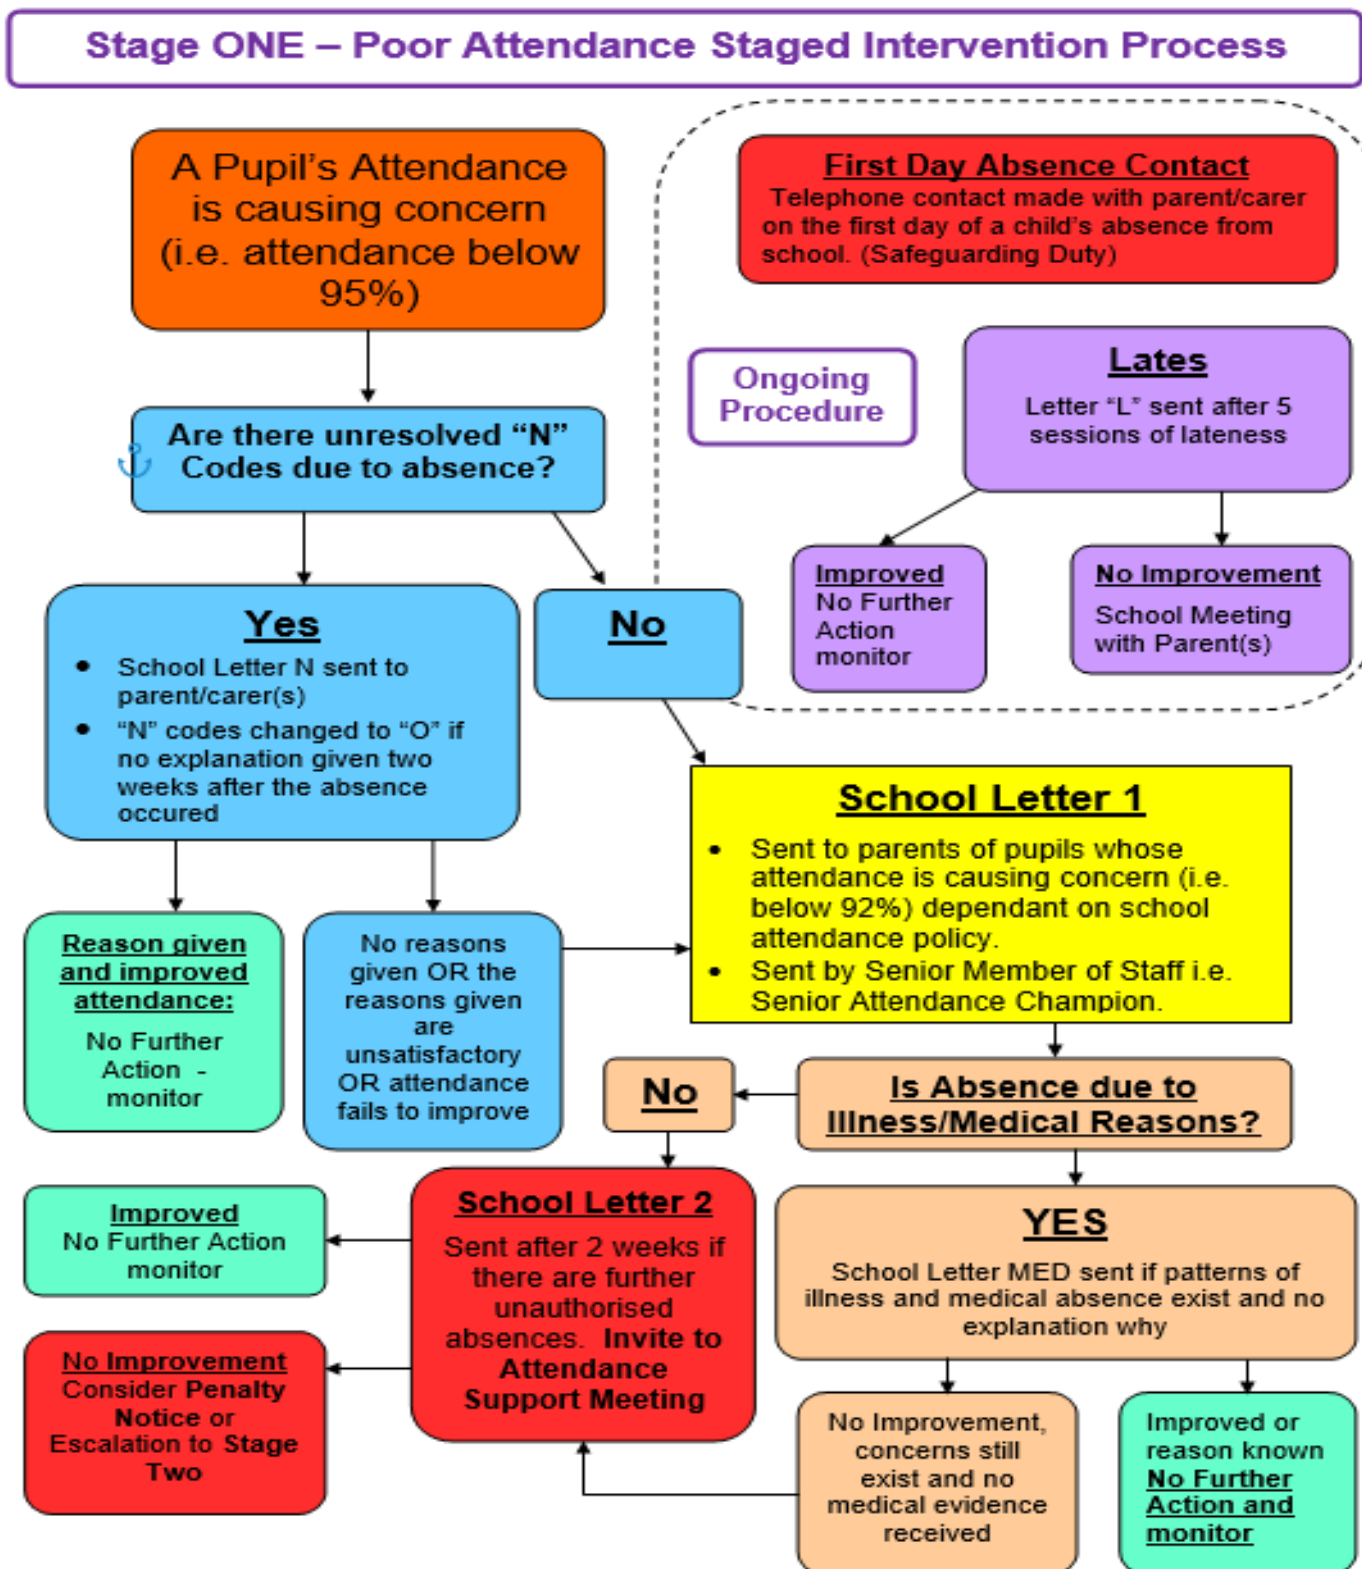 Stage ONE – Poor Attendance Staged Intervention Process
A Pupil's Attendance
is causing concern
(i.e. attendance below
95%)
First Day Absence Contact
Telephone contact made with parent/carer
on the first day of a child's absence from
school. (Safeguarding Duty)
Ongoing
Procedure
Lates
Letter "L" sent after 5
sessions of lateness
Improved
No Further
Action
monitor
No Improvement
School Meeting
with Parent(s)
Are there unresolved "N"
Codes due to absence?
Yes
• School Letter N sent to
parent/carer(s)
• "N" codes changed to "O" if
no explanation given two
weeks after the absence
occured
No
School Letter 1
• Sent to parents of pupils whose
attendance is causing concern (i.e.
below 92%) dependant on school
attendance policy.
• Sent by Senior Member of Staff i.e.
Senior Attendance Champion.
Reason given
and improved
attendance:
No Further
Action -
monitor
No reasons
given OR the
reasons given
are
unsatisfactory
OR attendance
fails to improve
Is Absence due to
Illness/Medical Reasons?
No
YES
School Letter MED sent if patterns of
illness and medical absence exist and no
explanation why
School Letter 2
Sent after 2 weeks if
there are further
unauthorised
absences. Invite to
Attendance
Support Meeting
Improved
No Further Action
monitor
No Improvement
Consider Penalty
Notice or
Escalation to Stage
Two
No Improvement,
concerns still
exist and no
medical evidence
received
Improved or
reason known
No Further
Action and
monitor